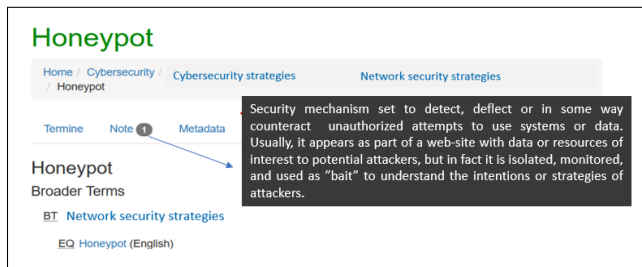 Honeypot
Home / Cybersecurity / Cybersecurity strategies Network security strategies
/ Honeypot
Termine Note 1 Metadata
Security mechanism set to detect, deflect or in some way
counteract unauthorized attempts to use systems or data.
Usually, it appears as part of a web-site with data or resources of
interest to potential attackers, but in fact it is isolated, monitored,
and used as ”bait” to understand the intentions or strategies of
attackers.
Honeypot
Broader Terms
BT Network security strategies
EQ Honeypot (English)